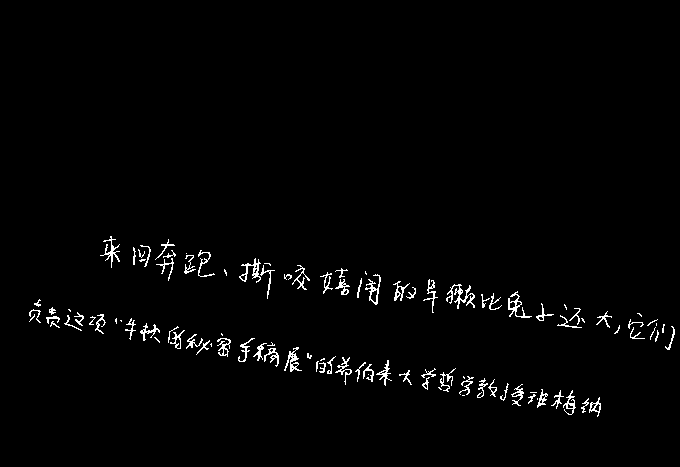 来回奔跑、撕咬嬉闹的旱獭比兔子还大,它们
负责这项“牛顿的秘密手稿展”的希伯来大学哲学教授班梅纳